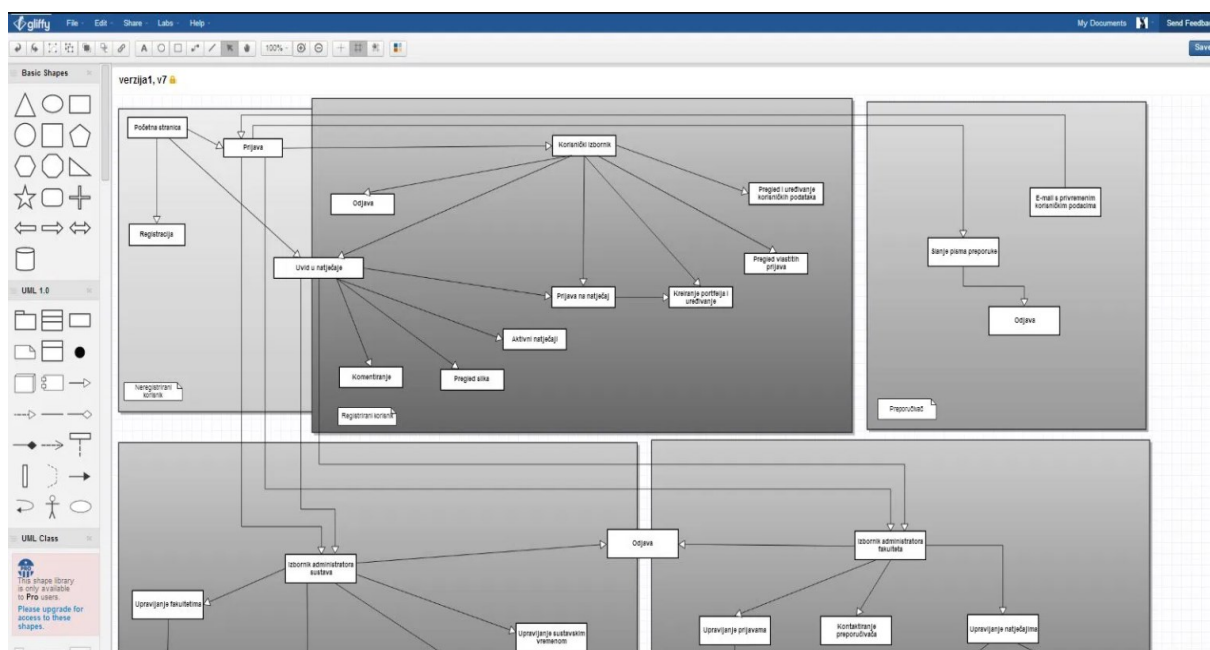 gliffy File Edit Share Labs Help My Documents Send Feedba
100% Save
Basic Shapes
verzija1, v7
Početna stranica
Prijava
Korisnički izbornik
Odjava
Pregled i uređivanje
korisničkih podataka
E-mail s privremenim
korisničkim podacima
Registracija
Uvid u natječaje
Pregled vlastitih
prijava
Slanje pisma preporuke
UML 1.0
Prijava na natječaj
Kreiranje portfelja i
uređivanje
Odjava
Aktivni natječaji
Komentiranje
Pregled slika
Neregistrirani
korisnik
Registrirani korisnik
Preporučivač
UML Class
Odjava
Izbornik administratora
sustava
Izbornik administratora
fakulteta
PRO
This shape library
is only available
to Pro users.
Please upgrade for
access to these
shapes.
Upravljanje fakultetima
Upravljanje sustavskim
vremenom
Upravljanje prijavama
Kontaktiranje
preporučivača
Upravljanje natječajima